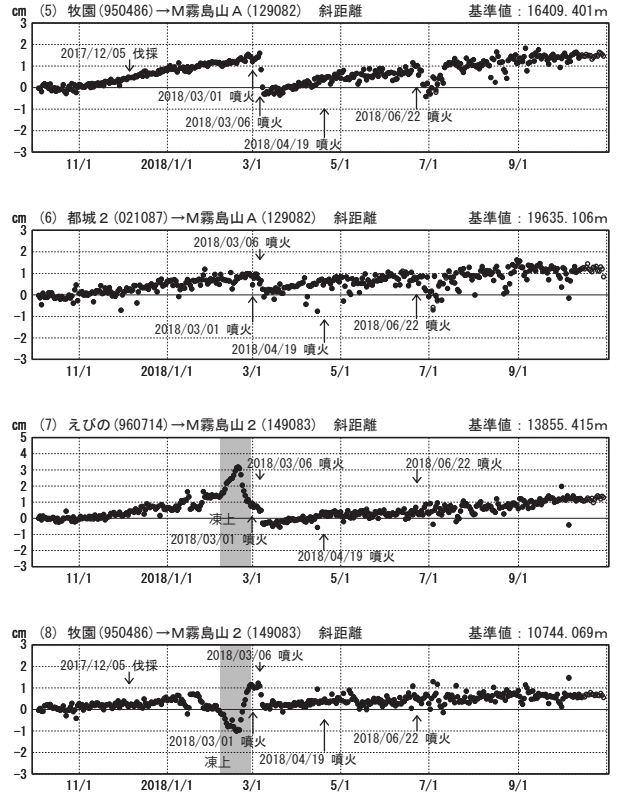 cm (5) 牧園(950486)→M霧島山A(129082) 斜距離 基準値：16409.401m
3
2
1
0
-1
-2
-3
2017/12/05 伐採
2018/03/01 噴火
2018/03/06 噴火
2018/04/19 噴火
2018/06/22 噴火
11/1 2018/1/1 3/1 5/1 7/1 9/1
cm (6) 都城2(021087)→M霧島山A(129082) 斜距離 基準値：19635.106m
3
2
1
0
-1
-2
-3
2018/03/06 噴火
2018/03/01 噴火
2018/04/19 噴火
2018/06/22 噴火
11/1 2018/1/1 3/1 5/1 7/1 9/1
cm (7) えびの(960714)→M霧島山2(149083) 斜距離 基準値：13855.415m
5
4
3
2
1
0
-1
-2
-3
2018/03/06 噴火
2018/06/22 噴火
凍上
2018/03/01 噴火
2018/04/19 噴火
11/1 2018/1/1 3/1 5/1 7/1 9/1
cm (8) 牧園(950486)→M霧島山2(149083) 斜距離 基準値：10744.069m
3
2
1
0
-1
-2
-3
2017/12/05 伐採
2018/03/06 噴火
2018/03/01 噴火
凍上
2018/04/19 噴火
2018/06/22 噴火
11/1 2018/1/1 3/1 5/1 7/1 9/1